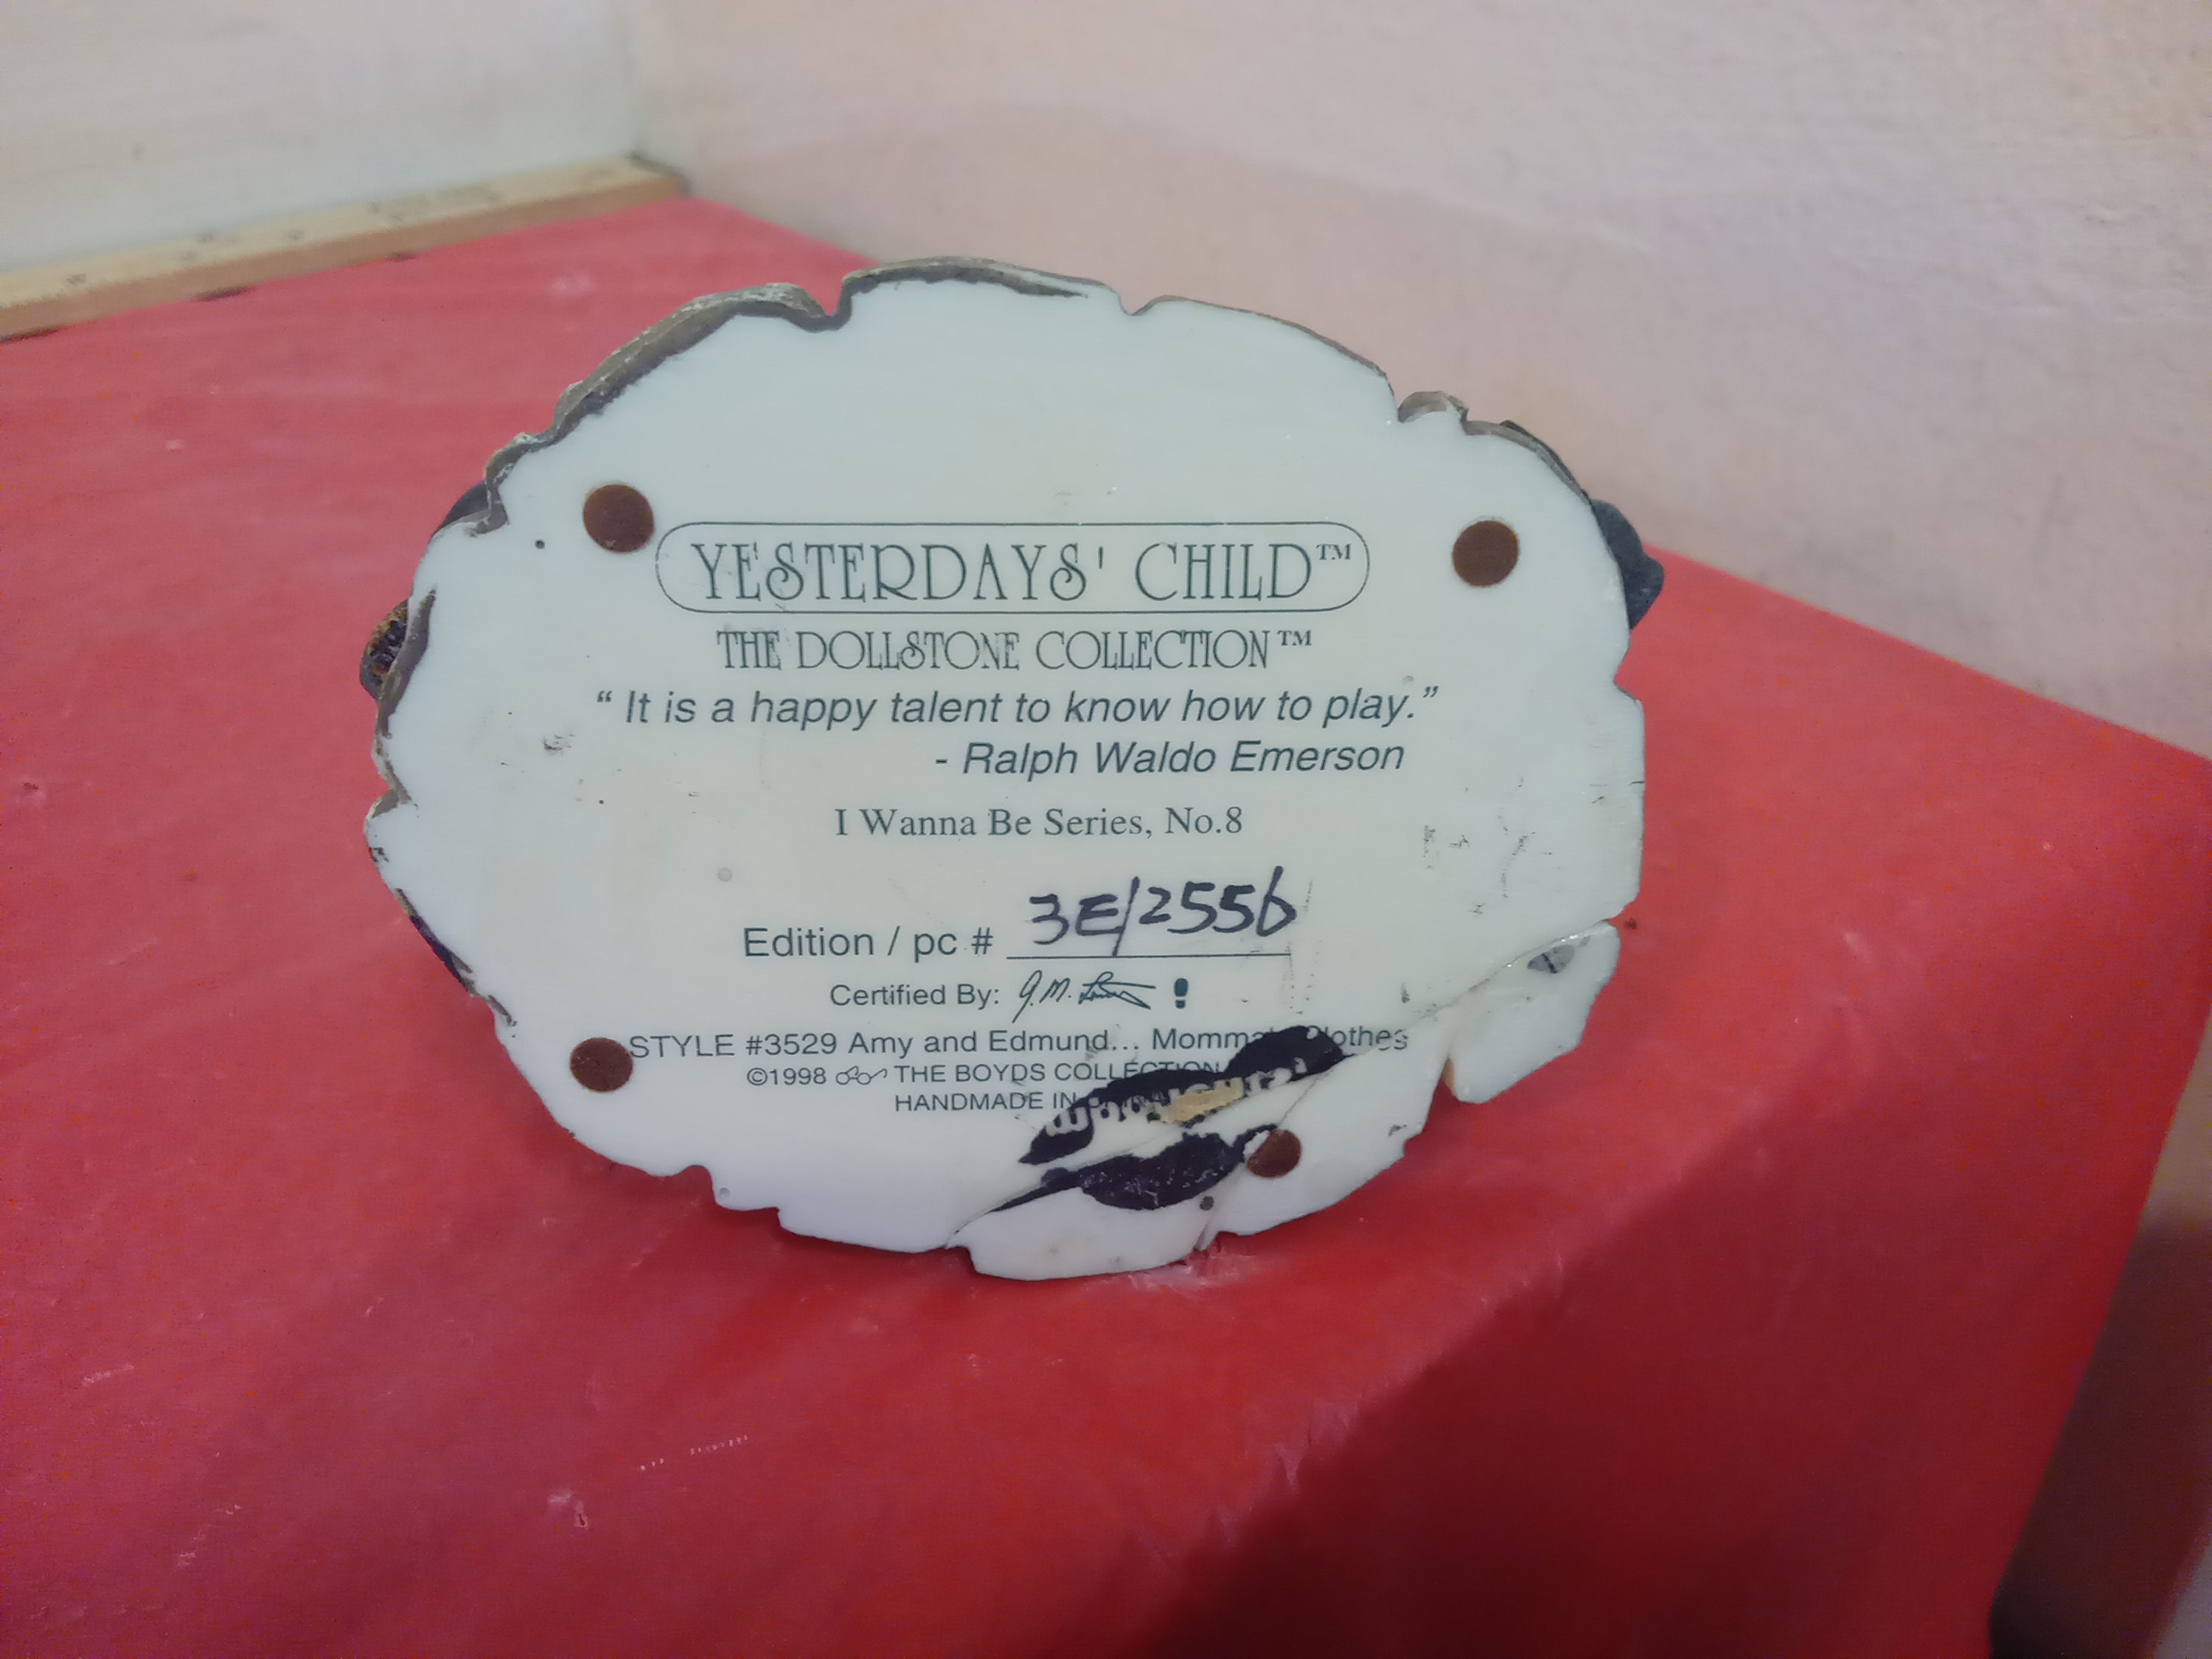 YESTERDAYS' CHILD™
THE DOLLSTONE COLLECTION™
“ It is a happy talent to know how to play.”
- Ralph Waldo Emerson
I Wanna Be Series, No.8
Edition / pc # 3E/2556
Certified By:
STYLE #3529 Amy and Edmund... Momma's Clothes
©1998 THE BOYDS COLLECTION
HANDMADE IN